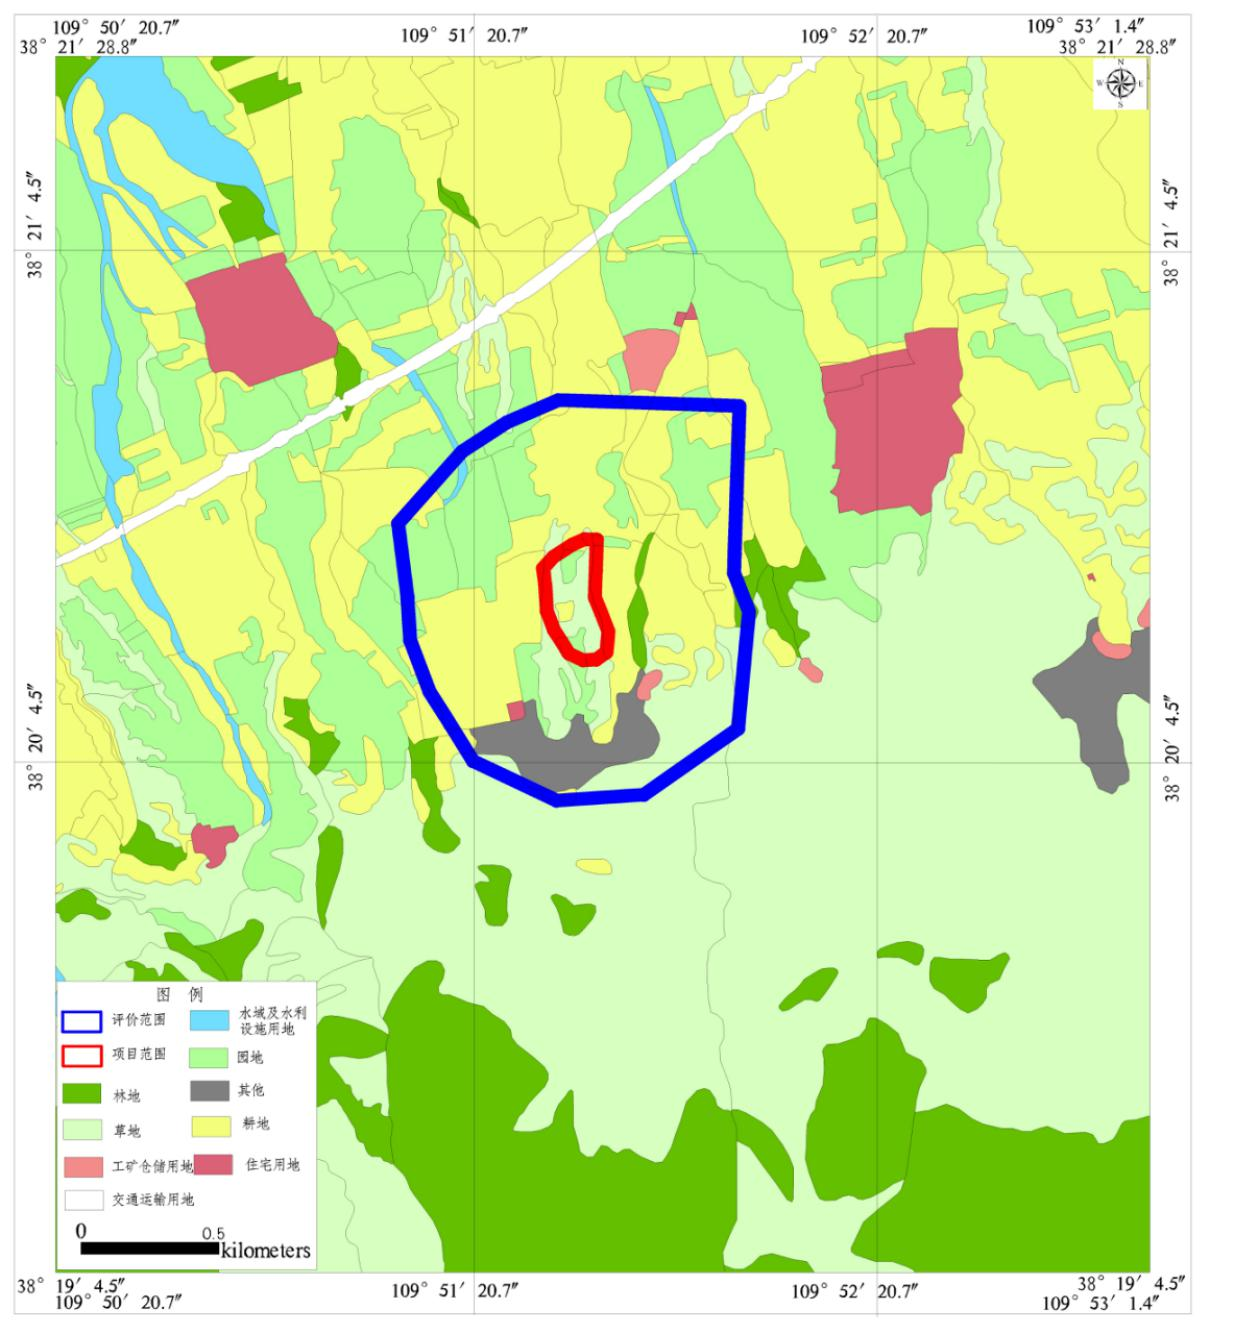 109° 50′ 20.7″
109° 51′ 20.7″
109° 52′ 20.7″
109° 53′ 1.4″
38° 21′ 28.8″
38° 21′ 28.8″
N
W E
S
38° 21′ 4.5″
38° 21′ 4.5″
38° 20′ 4.5″
38° 20′ 4.5″
图 例
评价范围
水域及水利
设施用地
项目范围
园地
林地
其他
草地
耕地
工矿仓储用地
住宅用地
交通运输用地
0 0.5
kilometers
38° 19′ 4.5″
38° 19′ 4.5″
109° 50′ 20.7″
109° 51′ 20.7″
109° 52′ 20.7″
109° 53′ 1.4″